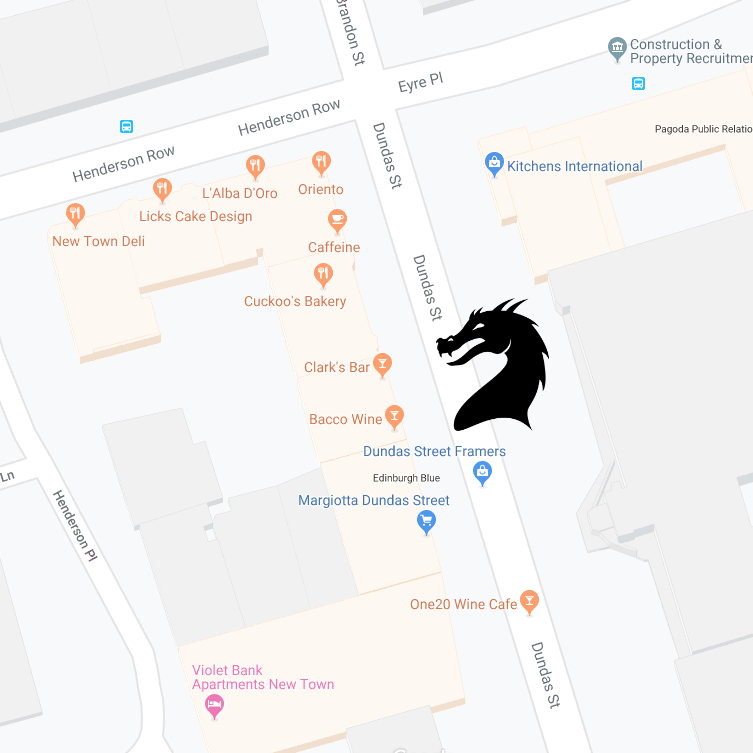 Brandon St
Construction &
Property Recruitmen
Eyre Pl
Henderson Row
Pagoda Public Relatio
Henderson Row
Dundas St
Kitchens International
L'Alba D'Oro
Oriento
Licks Cake Design
New Town Deli
Caffeine
Dundas St
Cuckoo's Bakery
Clark's Bar
Bacco Wine
Dundas Street Framers
Edinburgh Blue
Ln
Margiotta Dundas Street
Henderson Pl
One20 Wine Cafe
Dundas St
Violet Bank
Apartments New Town